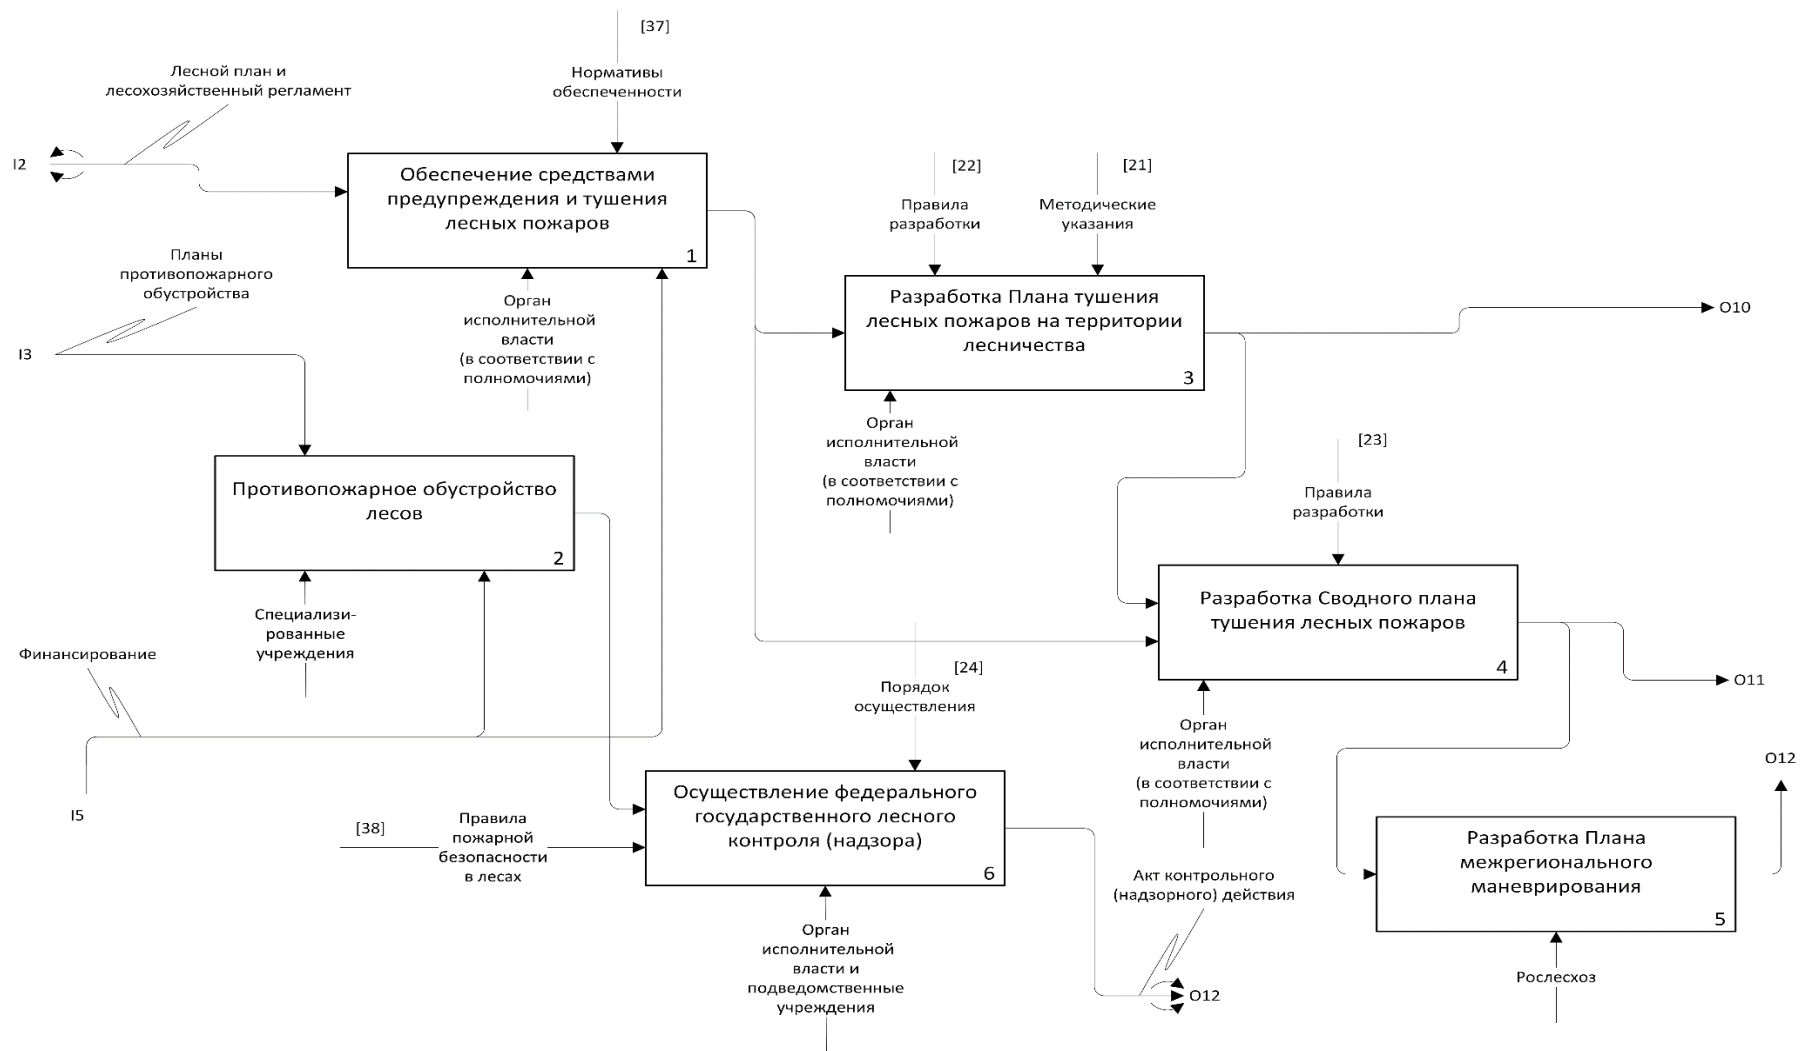 [37]
Лесной план и
лесохозяйственный регламент
Нормативы
обеспеченности
I2
Обеспечение средствами
предупреждения и тушения
лесных пожаров
1
[22]
[21]
Правила
разработки
Методические
указания
Планы
противопожарного
обустройства
I3
Орган
исполнительной
власти
(в соответствии с
полномочиями)
Разработка Плана тушения
лесных пожаров на территории
лесничества
3
O10
Орган
исполнительной
власти
(в соответствии с
полномочиями)
[23]
Правила
разработки
Противопожарное обустройство
лесов
2
Специализи-
рованные
учреждения
Разработка Сводного плана
тушения лесных пожаров
4
Финансирование
[24]
Порядок
осуществления
O11
I5
Орган
исполнительной
власти
(в соответствии с
полномочиями)
O12
Осуществление федерального
государственного лесного
контроля (надзора)
6
[38]
Правила
пожарной
безопасности
в лесах
Разработка Плана
межрегионального
маневрирования
5
Акт контрольного
(надзорного) действия
Орган
исполнительной
власти и
подведомственные
учреждения
O12
Рослесхоз